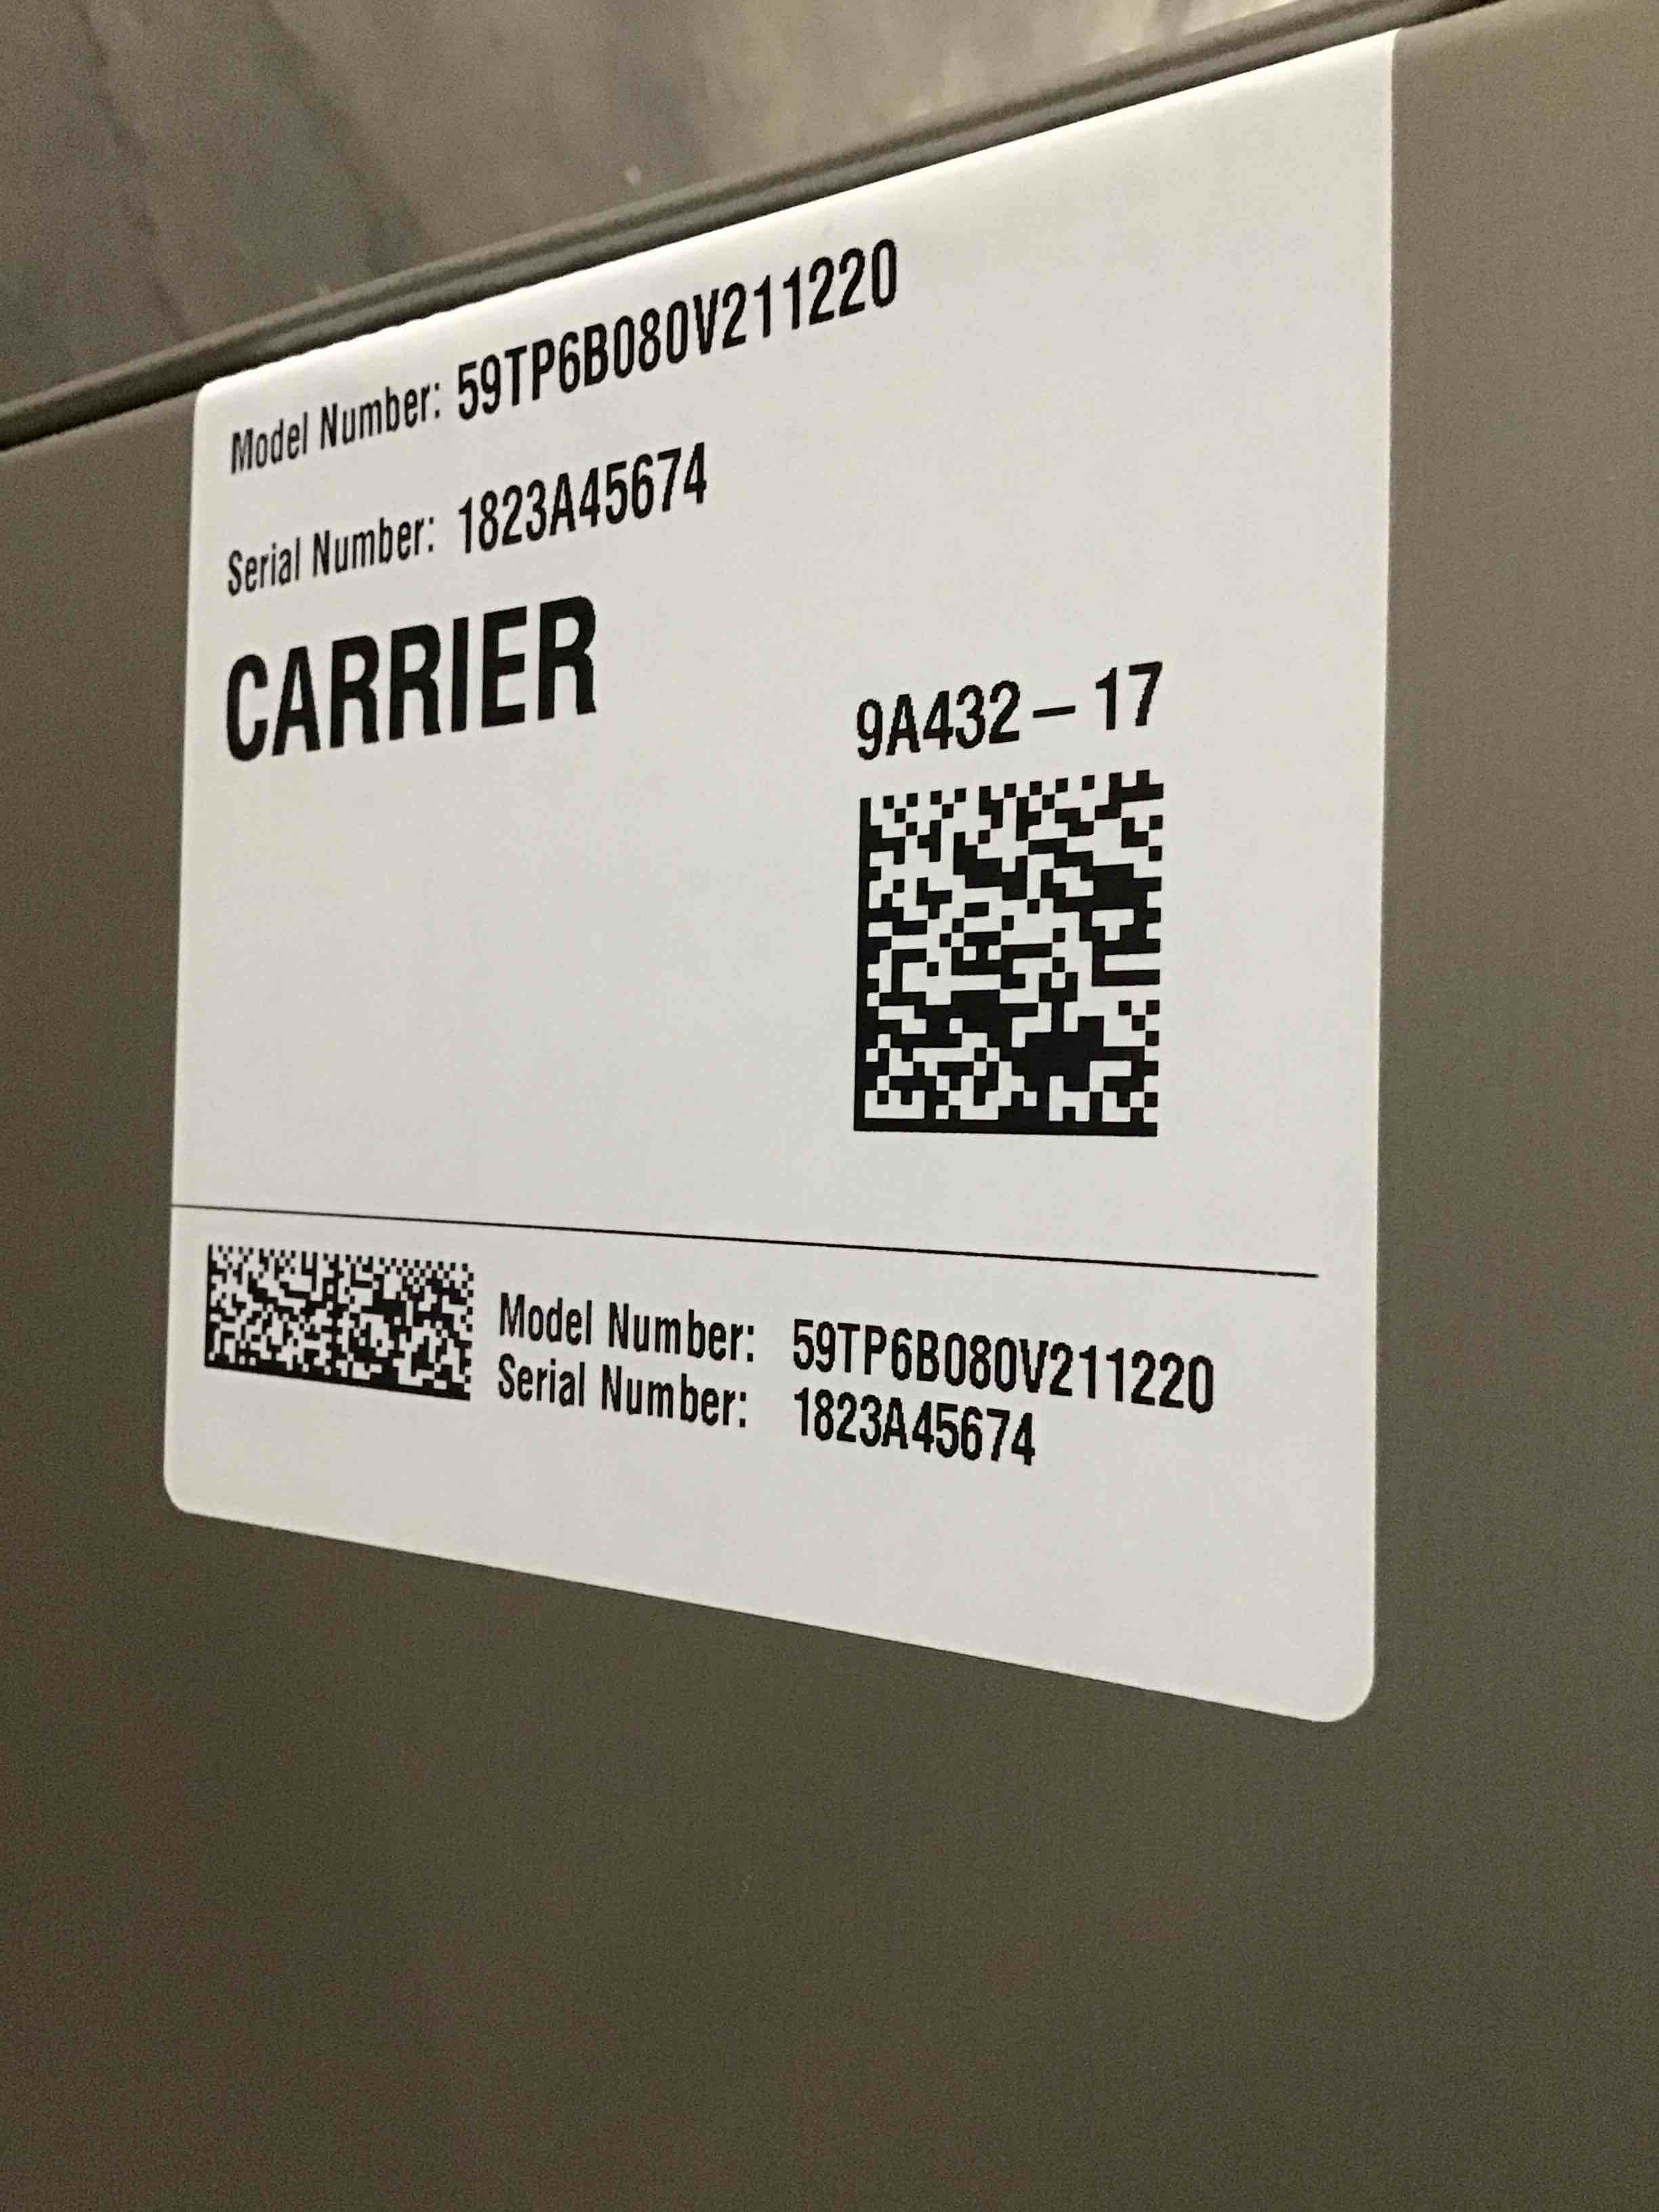 Model Number: 59TP6B080V211220
Serial Number: 1823A45674
CARRIER
9A432-17
Model Number: 59TP6B080V211220
Serial Number: 1823A45674